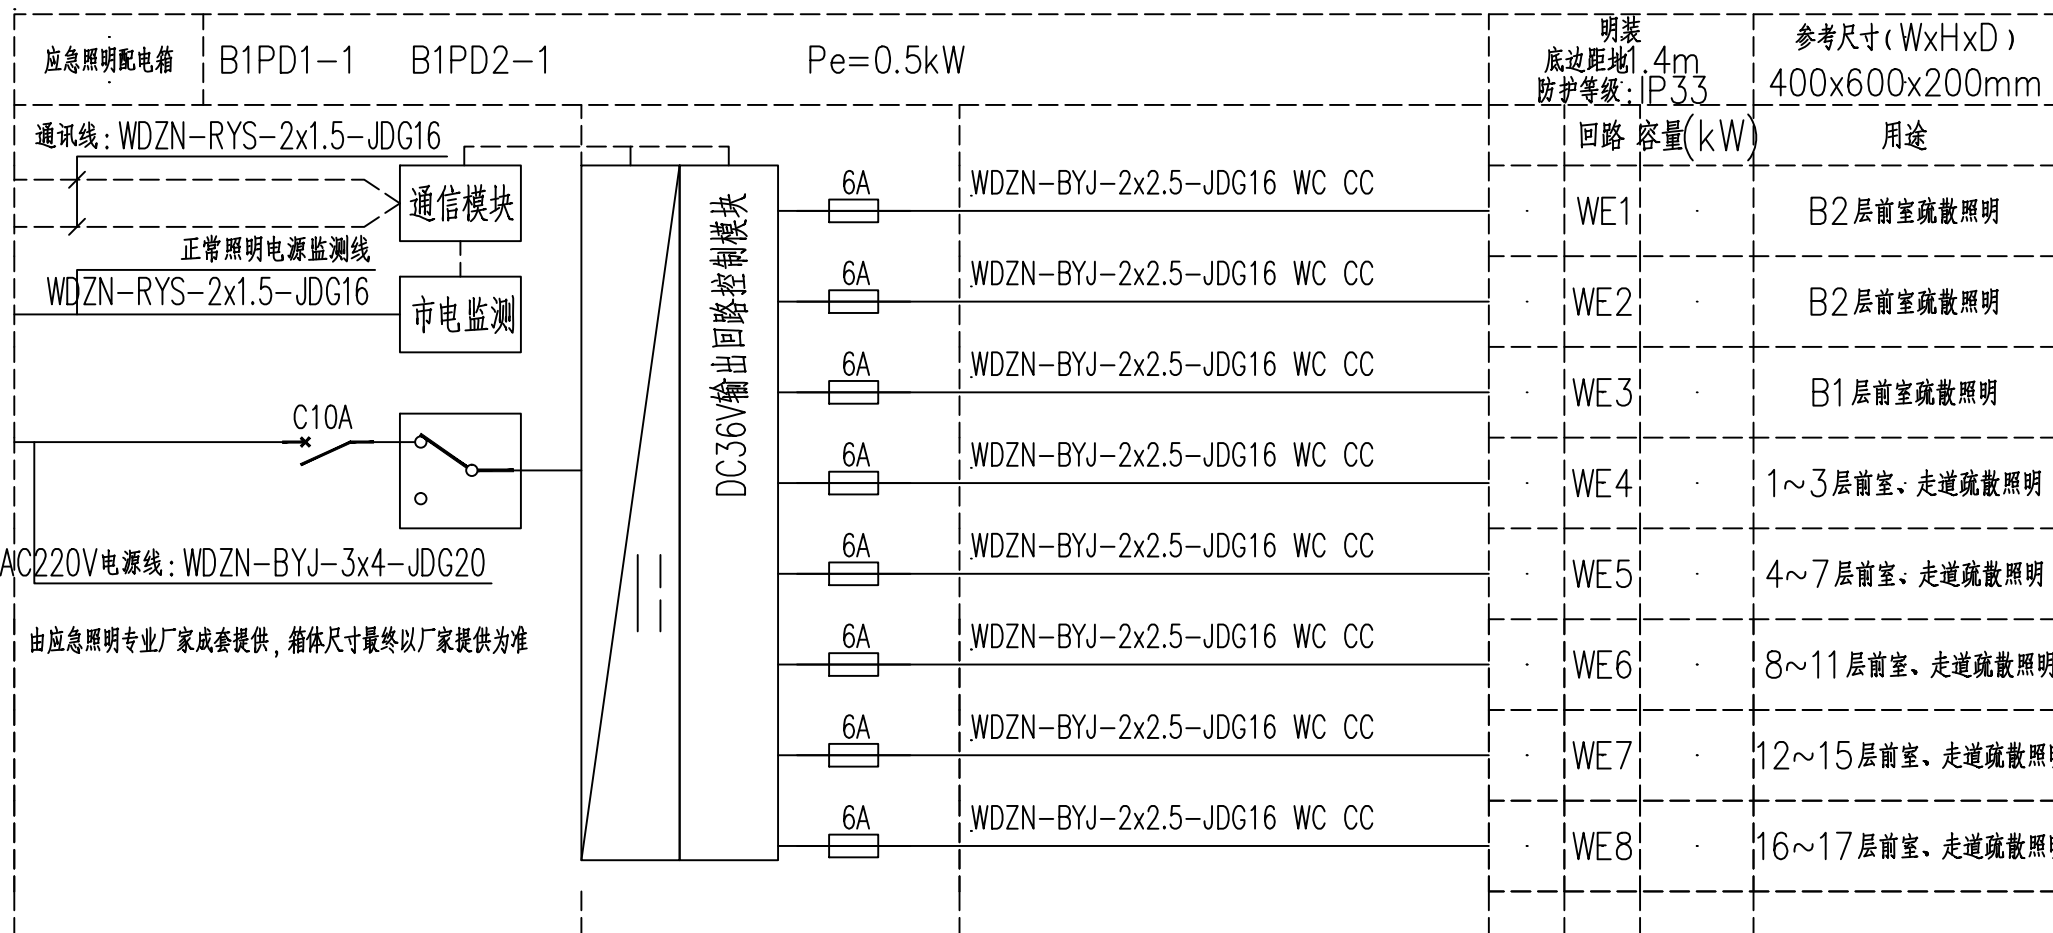 应急照明配电箱 B1PD1-1 B1PD2-1 Pe=0.5kW
明装
底边距地1.4m
防护等级:IP33
参考尺寸(WxHxD)
400x600x200mm
回路 容量(kW) 用途
通讯线:WDZN-RYS-2x1.5-JDG16
通信模块
正常照明电源监测线
WDZN-RYS-2x1.5-JDG16
市电监测
C10A
AC220V电源线:WDZN-BYJ-3x4-JDG20
由应急照明专业厂家成套提供,箱体尺寸最终以厂家提供为准
DC36V输出回路控制模块
6A WDZN-BYJ-2x2.5-JDG16 WC CC WE1 B2层前室疏散照明
6A WDZN-BYJ-2x2.5-JDG16 WC CC WE2 B2层前室疏散照明
6A WDZN-BYJ-2x2.5-JDG16 WC CC WE3 B1层前室疏散照明
6A WDZN-BYJ-2x2.5-JDG16 WC CC WE4 1~3层前室、走道疏散照明
6A WDZN-BYJ-2x2.5-JDG16 WC CC WE5 4~7层前室、走道疏散照明
6A WDZN-BYJ-2x2.5-JDG16 WC CC WE6 8~11层前室、走道疏散照明
6A WDZN-BYJ-2x2.5-JDG16 WC CC WE7 12~15层前室、走道疏散照明
6A WDZN-BYJ-2x2.5-JDG16 WC CC WE8 16~17层前室、走道疏散照明